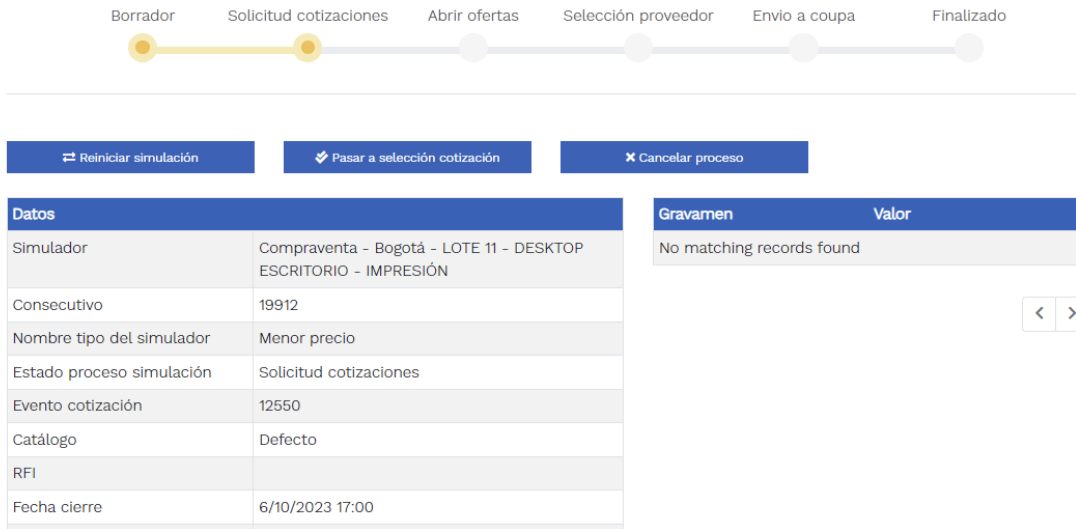 Borrador Solicitud cotizaciones Abrir ofertas Selección proveedor Envio a coupa Finalizado
Reiniciar simulación Pasar a selección cotización Cancelar proceso
Datos
Simulador Compraventa - Bogotá - LOTE 11 - DESKTOP
ESCRITORIO - IMPRESIÓN
Consecutivo 19912
Nombre tipo del simulador Menor precio
Estado proceso simulación Solicitud cotizaciones
Evento cotización 12550
Catálogo Defecto
RFI
Fecha cierre 6/10/2023 17:00
Gravamen Valor
No matching records found